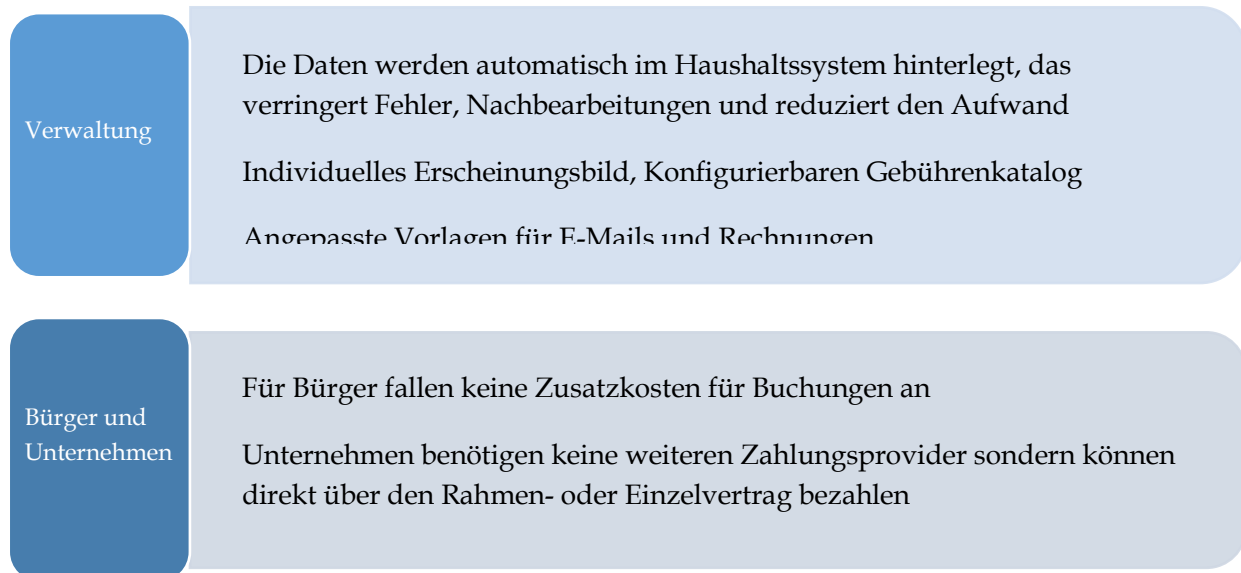 Verwaltung
Die Daten werden automatisch im Haushaltssystem hinterlegt, das
verringert Fehler, Nachbearbeitungen und reduziert den Aufwand
Individuelles Erscheinungsbild, Konfigurierbaren Gebührenkatalog
Angepasste Vorlagen für E-Mails und Rechnungen
Bürger und
Unternehmen
Für Bürger fallen keine Zusatzkosten für Buchungen an
Unternehmen benötigen keine weiteren Zahlungsprovider sondern können
direkt über den Rahmen- oder Einzelvertrag bezahlen